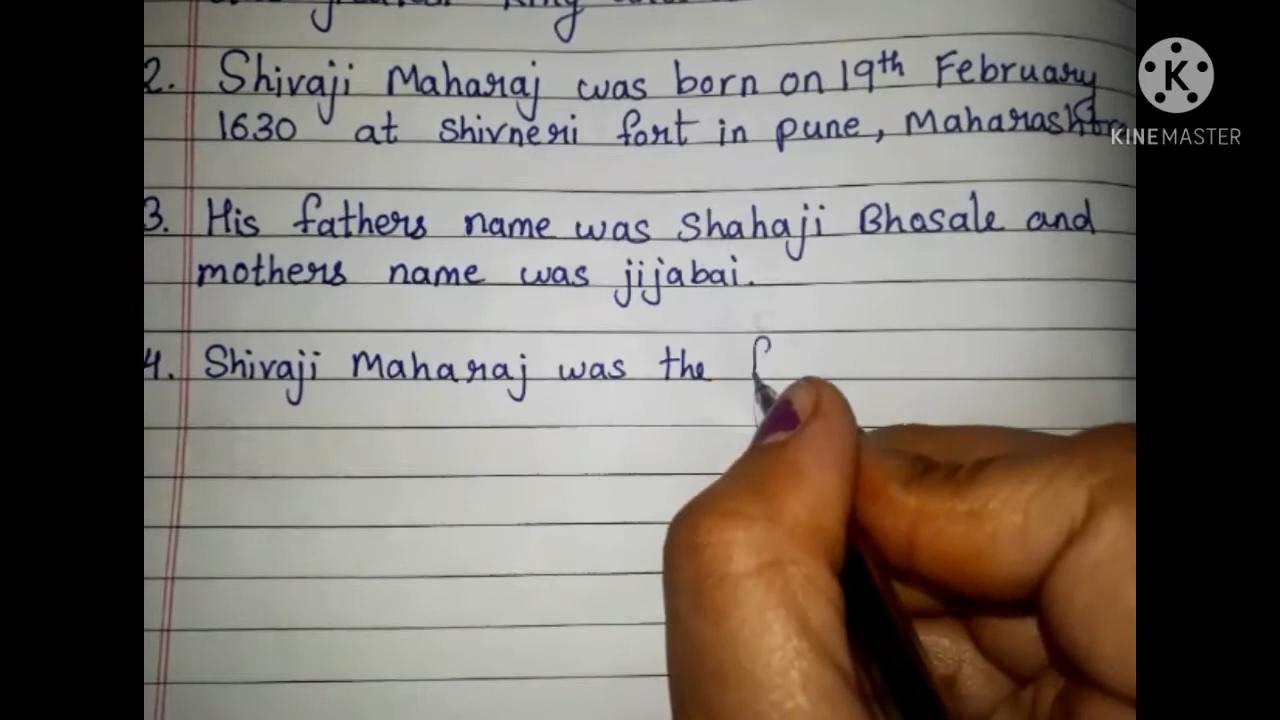 king
2. Shivaji Maharaj was born on 19th February
1630 at shivneri fort in pune, Maharashtra
KINEMASTER
3. His fathers name was Shahaji Bhosale and
mothers name was jijabai.
4. Shivaji Maharaj was the f